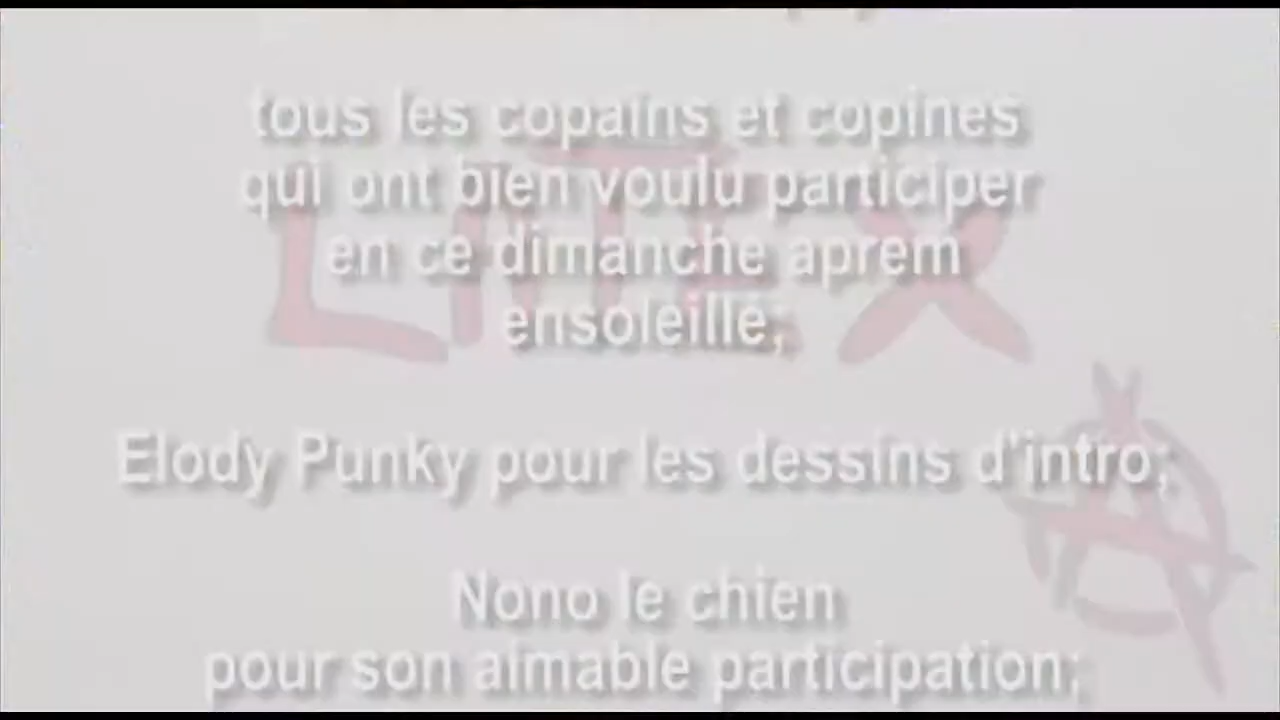 tous les copains et copines
qui ont bien voulu participer
en ce dimanche aprem
ensoleillé;
Elody Punky pour les dessins d'intro;
Nono le chien
pour son aimable participation;